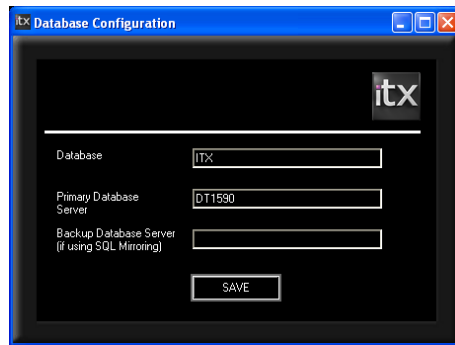 itx Database Configuration
itx
Database
ITX
Primary Database
Server
DT1590
Backup Database Server
(if using SQL Mirroring)
SAVE